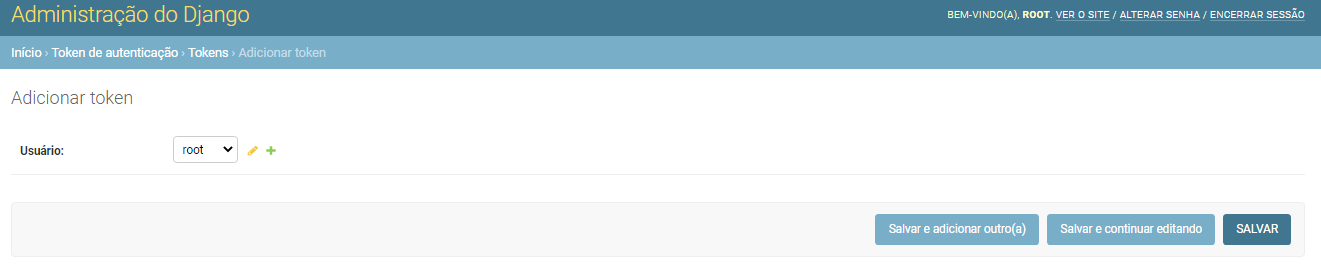 Administração do Django
BEM-VINDO(A), ROOT. VER O SITE / ALTERAR SENHA / ENCERRAR SESSÃO
Início › Token de autenticação › Tokens › Adicionar token
Adicionar token
Usuário: root
Salvar e adicionar outro(a) Salvar e continuar editando SALVAR